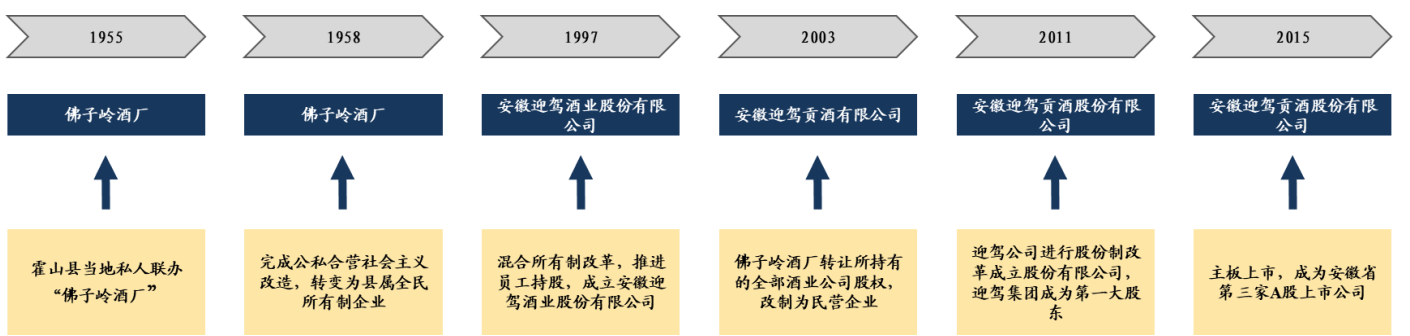 1955
1958
1997
2003
2011
2015
佛子岭酒厂
佛子岭酒厂
安徽迎驾酒业股份有限
公司
安徽迎驾贡酒有限公司
安徽迎驾贡酒股份有限
公司
安徽迎驾贡酒股份有限
公司
霍山县当地私人联办
“佛子岭酒厂”
完成公私合营社会主义
改造，转变为县属全民
所有制企业
混合所有制改革，推进
员工持股，成立安徽迎
驾酒业股份有限公司
佛子岭酒厂转让所持有
的全部酒业公司股权，
改制为民营企业
迎驾公司进行股份制改
革成立股份有限公司，
迎驾集团成为第一大股
东
主板上市，成为安徽省
第三家A股上市公司